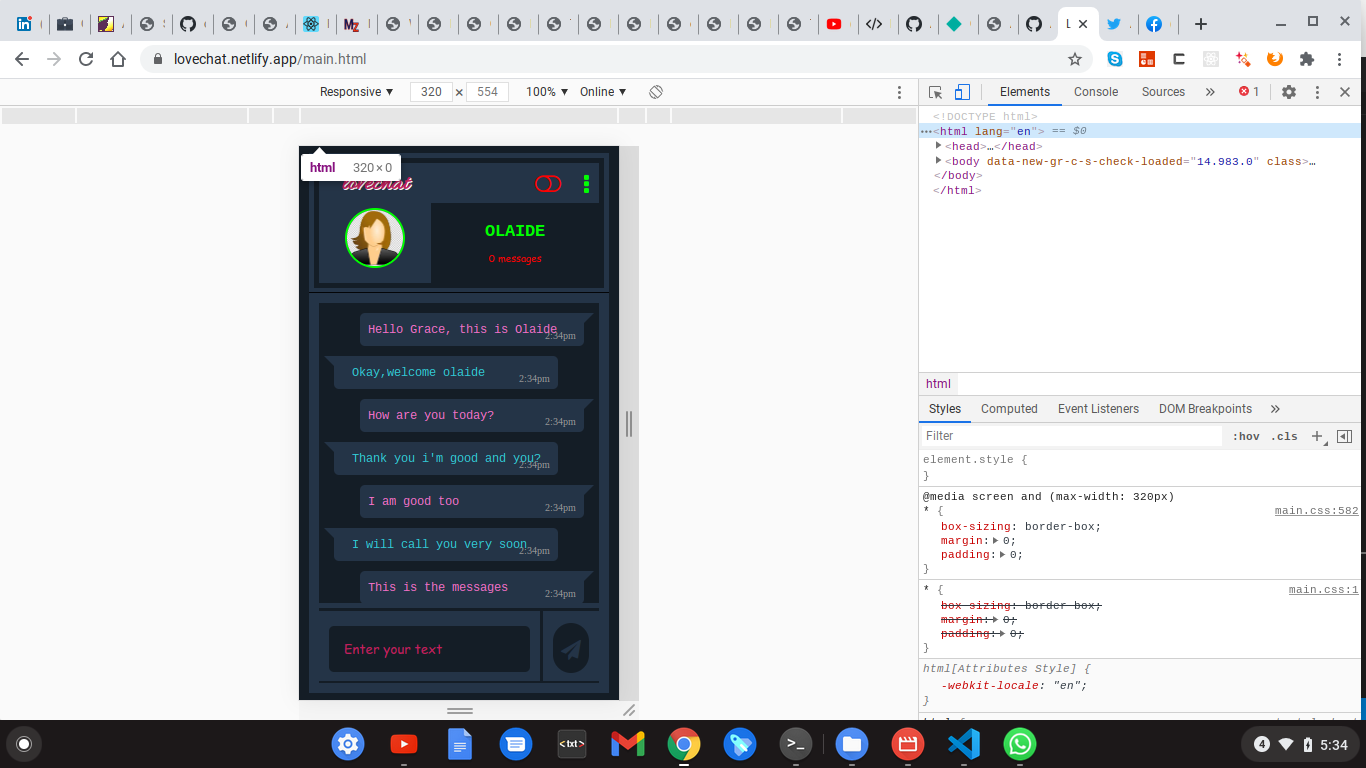 L
lovechat.netlify.app/main.html
Responsive ▼ 320 × 554 100% ▼ Online ▼
Elements Console Sources » 1
<!DOCTYPE html>
•••<html lang="en"> == $0
<head>…</head>
<body data-new-gr-c-s-check-loaded="14.983.0" class>…
</body>
</html>
html 320×0
lovechat
OLAIDE
0 messages
Hello Grace, this is Olaide
2:34pm
Okay,welcome olaide
2:34pm
How are you today?
2:34pm
Thank you i'm good and you?
2:34pm
I am good too
2:34pm
I will call you very soon
2:34pm
This is the messages
2:34pm
Enter your text
html
Styles Computed Event Listeners DOM Breakpoints »
Filter :hov .cls +
element.style {
}
@media screen and (max-width: 320px)
* { main.css:582
box-sizing: border-box;
margin: 0;
padding: 0;
}
* { main.css:1
box-sizing: border-box;
margin: 0;
padding: 0;
}
html[Attributes Style] {
-webkit-locale: "en";
}
<txt>
>_
4 5:34